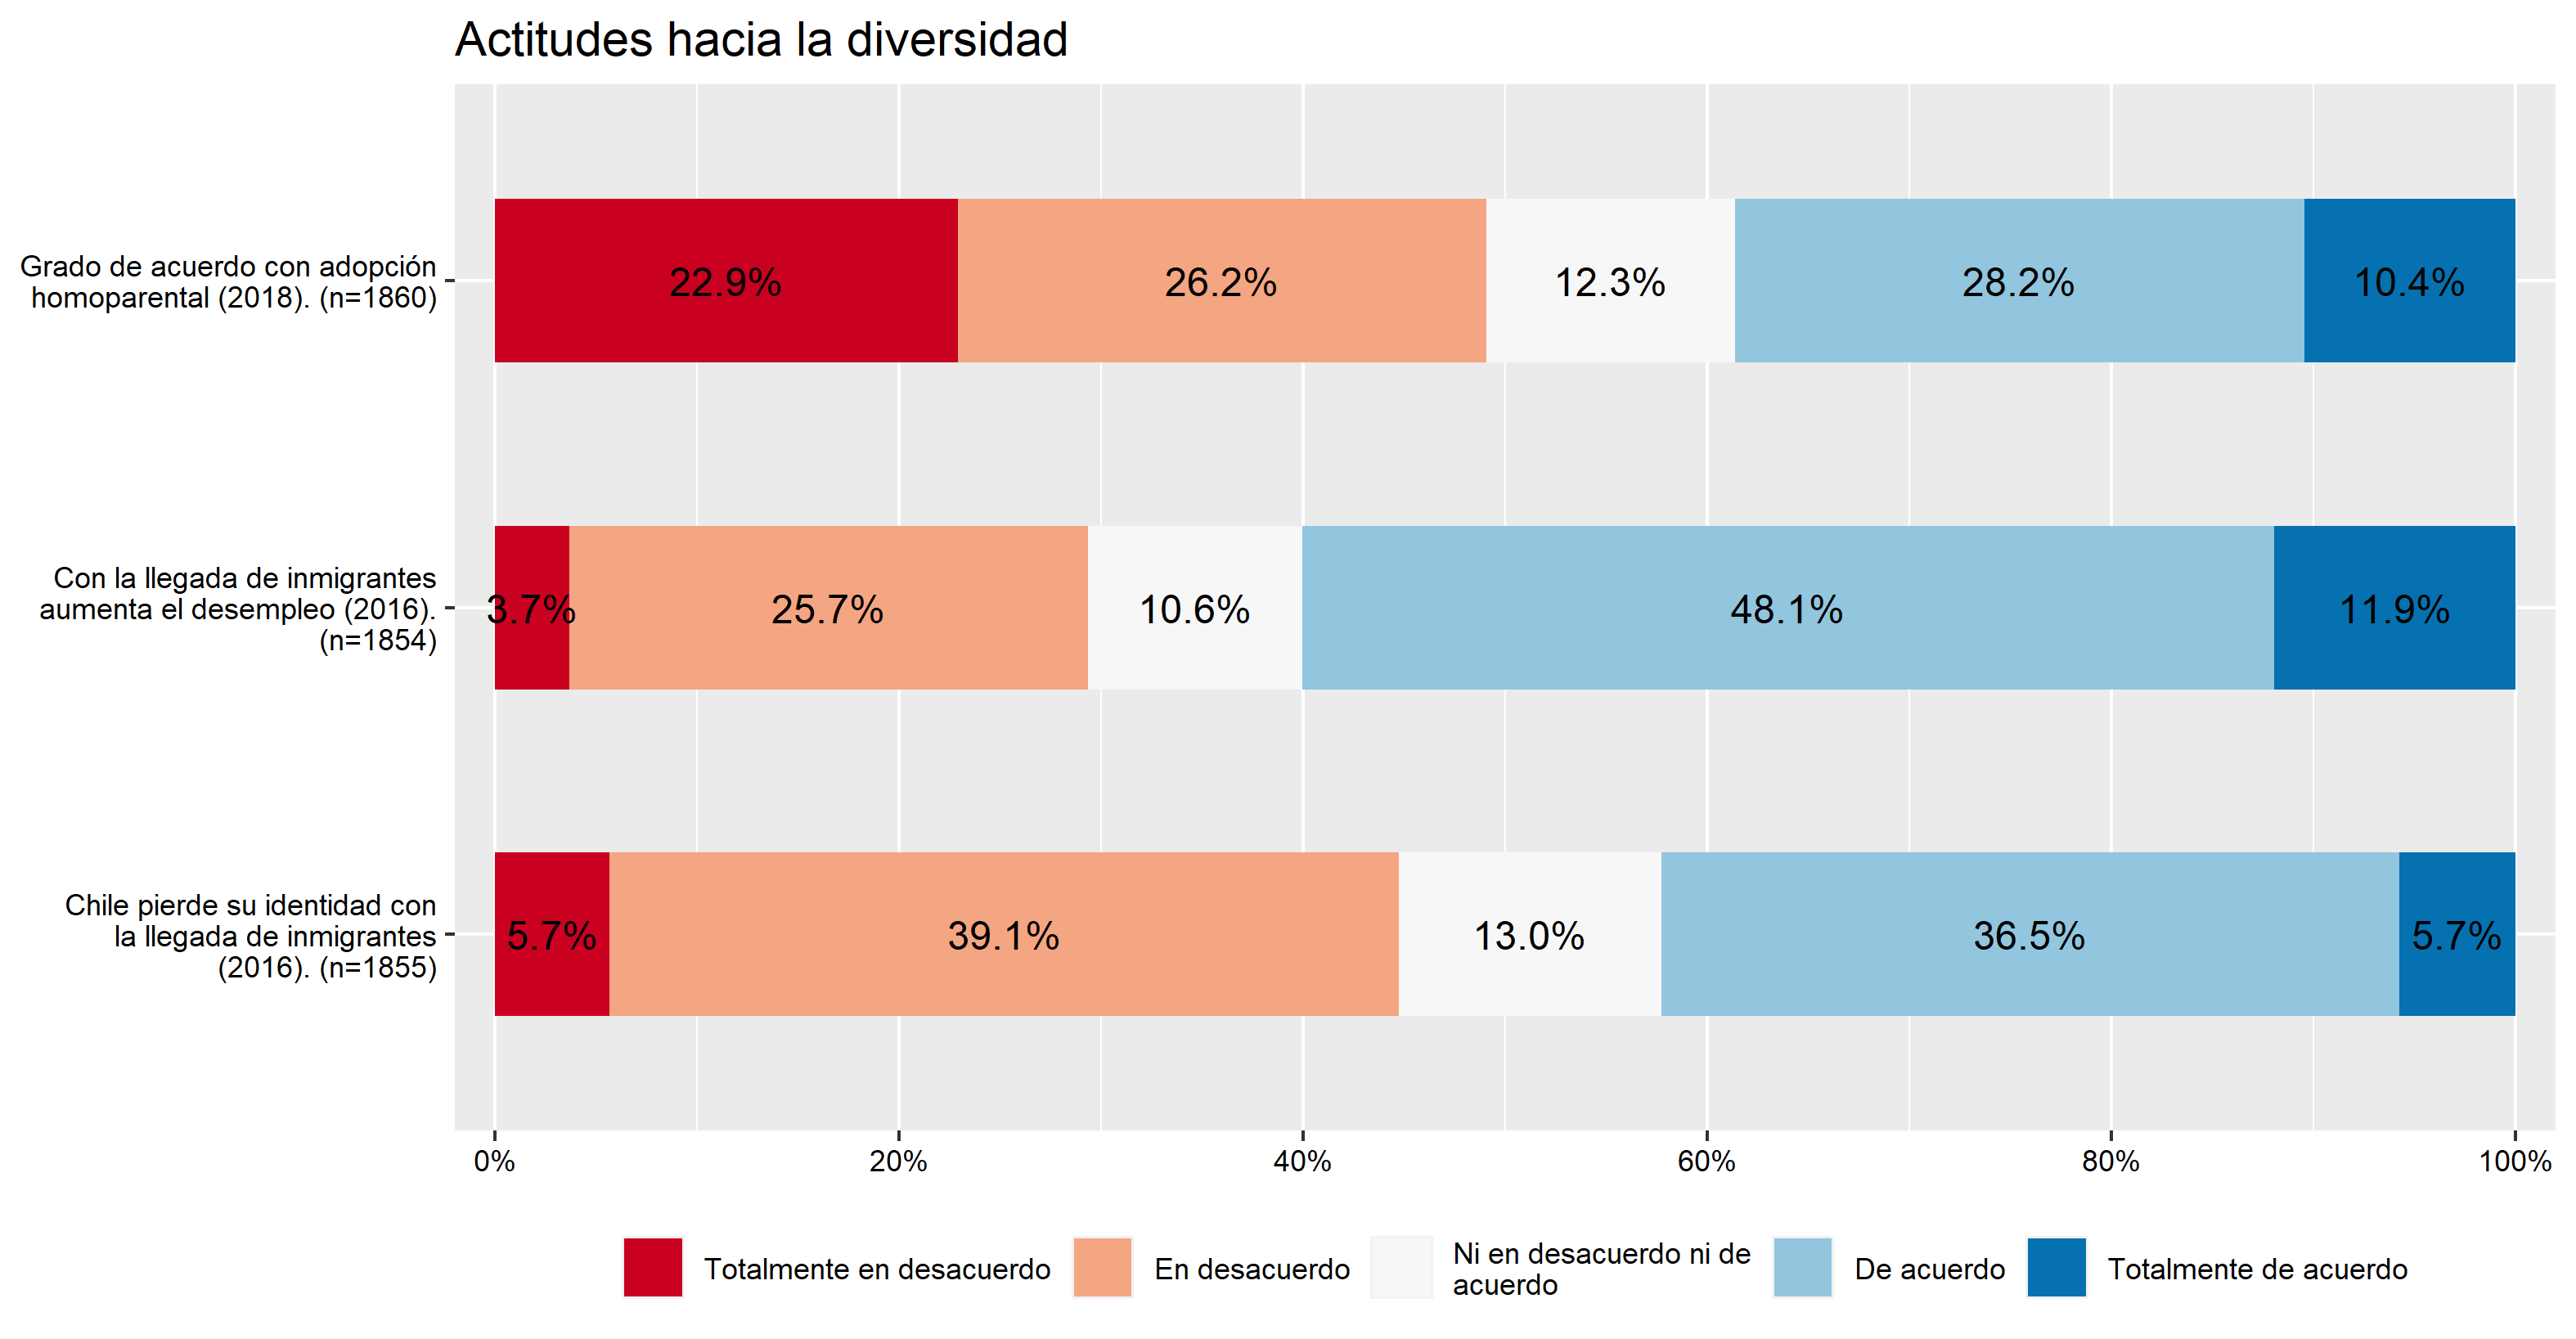 Actitudes hacia la diversidad
Grado de acuerdo con adopción
homoparental (2018). (n=1860)
22.9%
26.2%
12.3%
28.2%
10.4%
Con la llegada de inmigrantes
aumenta el desempleo (2016).
(n=1854)
3.7%
25.7%
10.6%
48.1%
11.9%
Chile pierde su identidad con
la llegada de inmigrantes
(2016). (n=1855)
5.7%
39.1%
13.0%
36.5%
5.7%
0%
20%
40%
60%
80%
100%
Totalmente en desacuerdo
En desacuerdo
Ni en desacuerdo ni de
acuerdo
De acuerdo
Totalmente de acuerdo